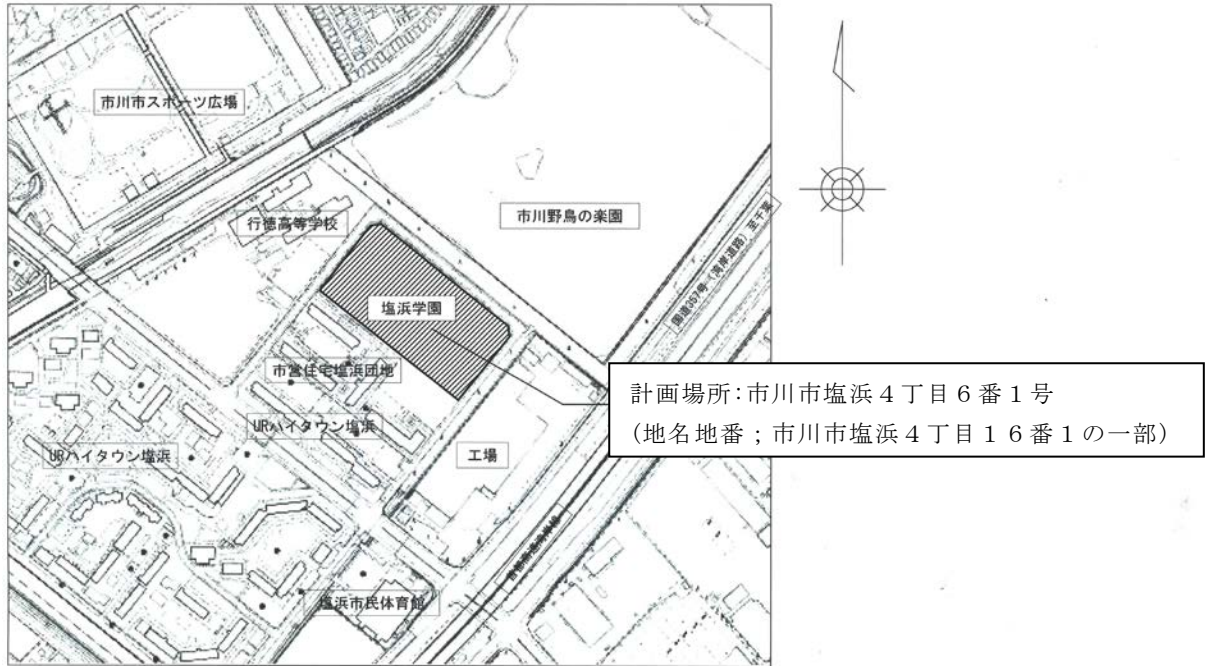 市川市スポーツ広場
市川野鳥の楽園
行徳高等学校
国道357号（湾岸道路）至千葉
塩浜学園
計画場所：市川市塩浜４丁目６番１号
（地名地番；市川市塩浜４丁目１６番１の一部）
市営住宅塩浜団地
URハイタウン塩浜
URハイタウン塩浜
工場
塩浜市民体育館